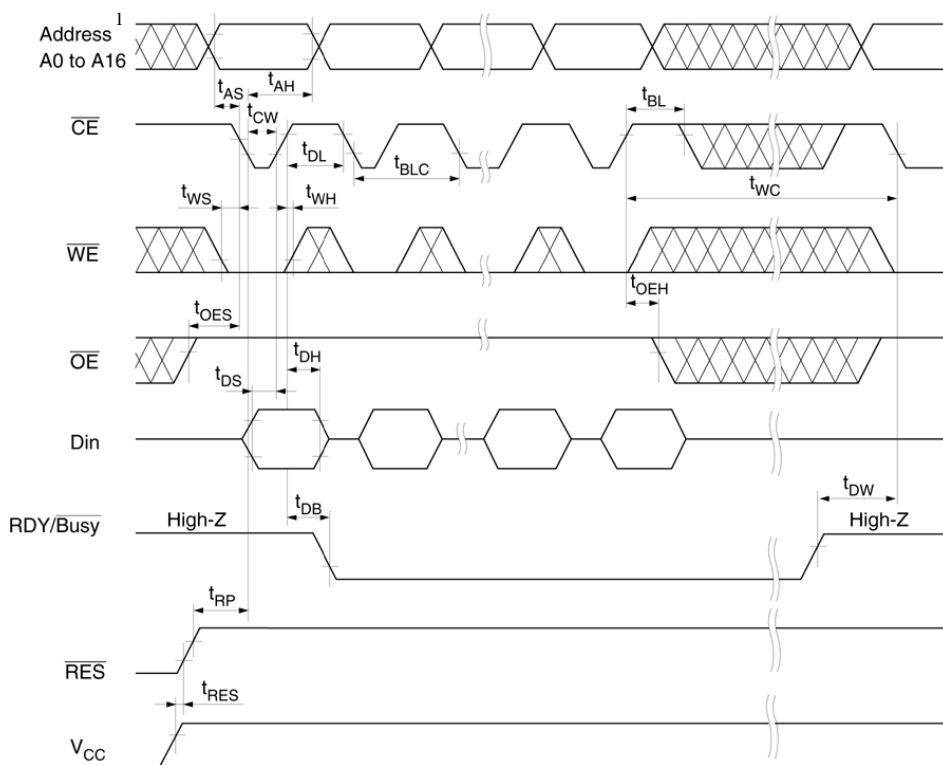 Address 1
A0 to A16
tAS
tAH
tCW
CE
tBL
tDL
tBLC
tWC
tWS
tWH
WE
tOES
tOEH
OE
tDH
tDS
Din
tDB
tDW
RDY/Busy
High-Z
High-Z
tRP
RES
tRES
VCC